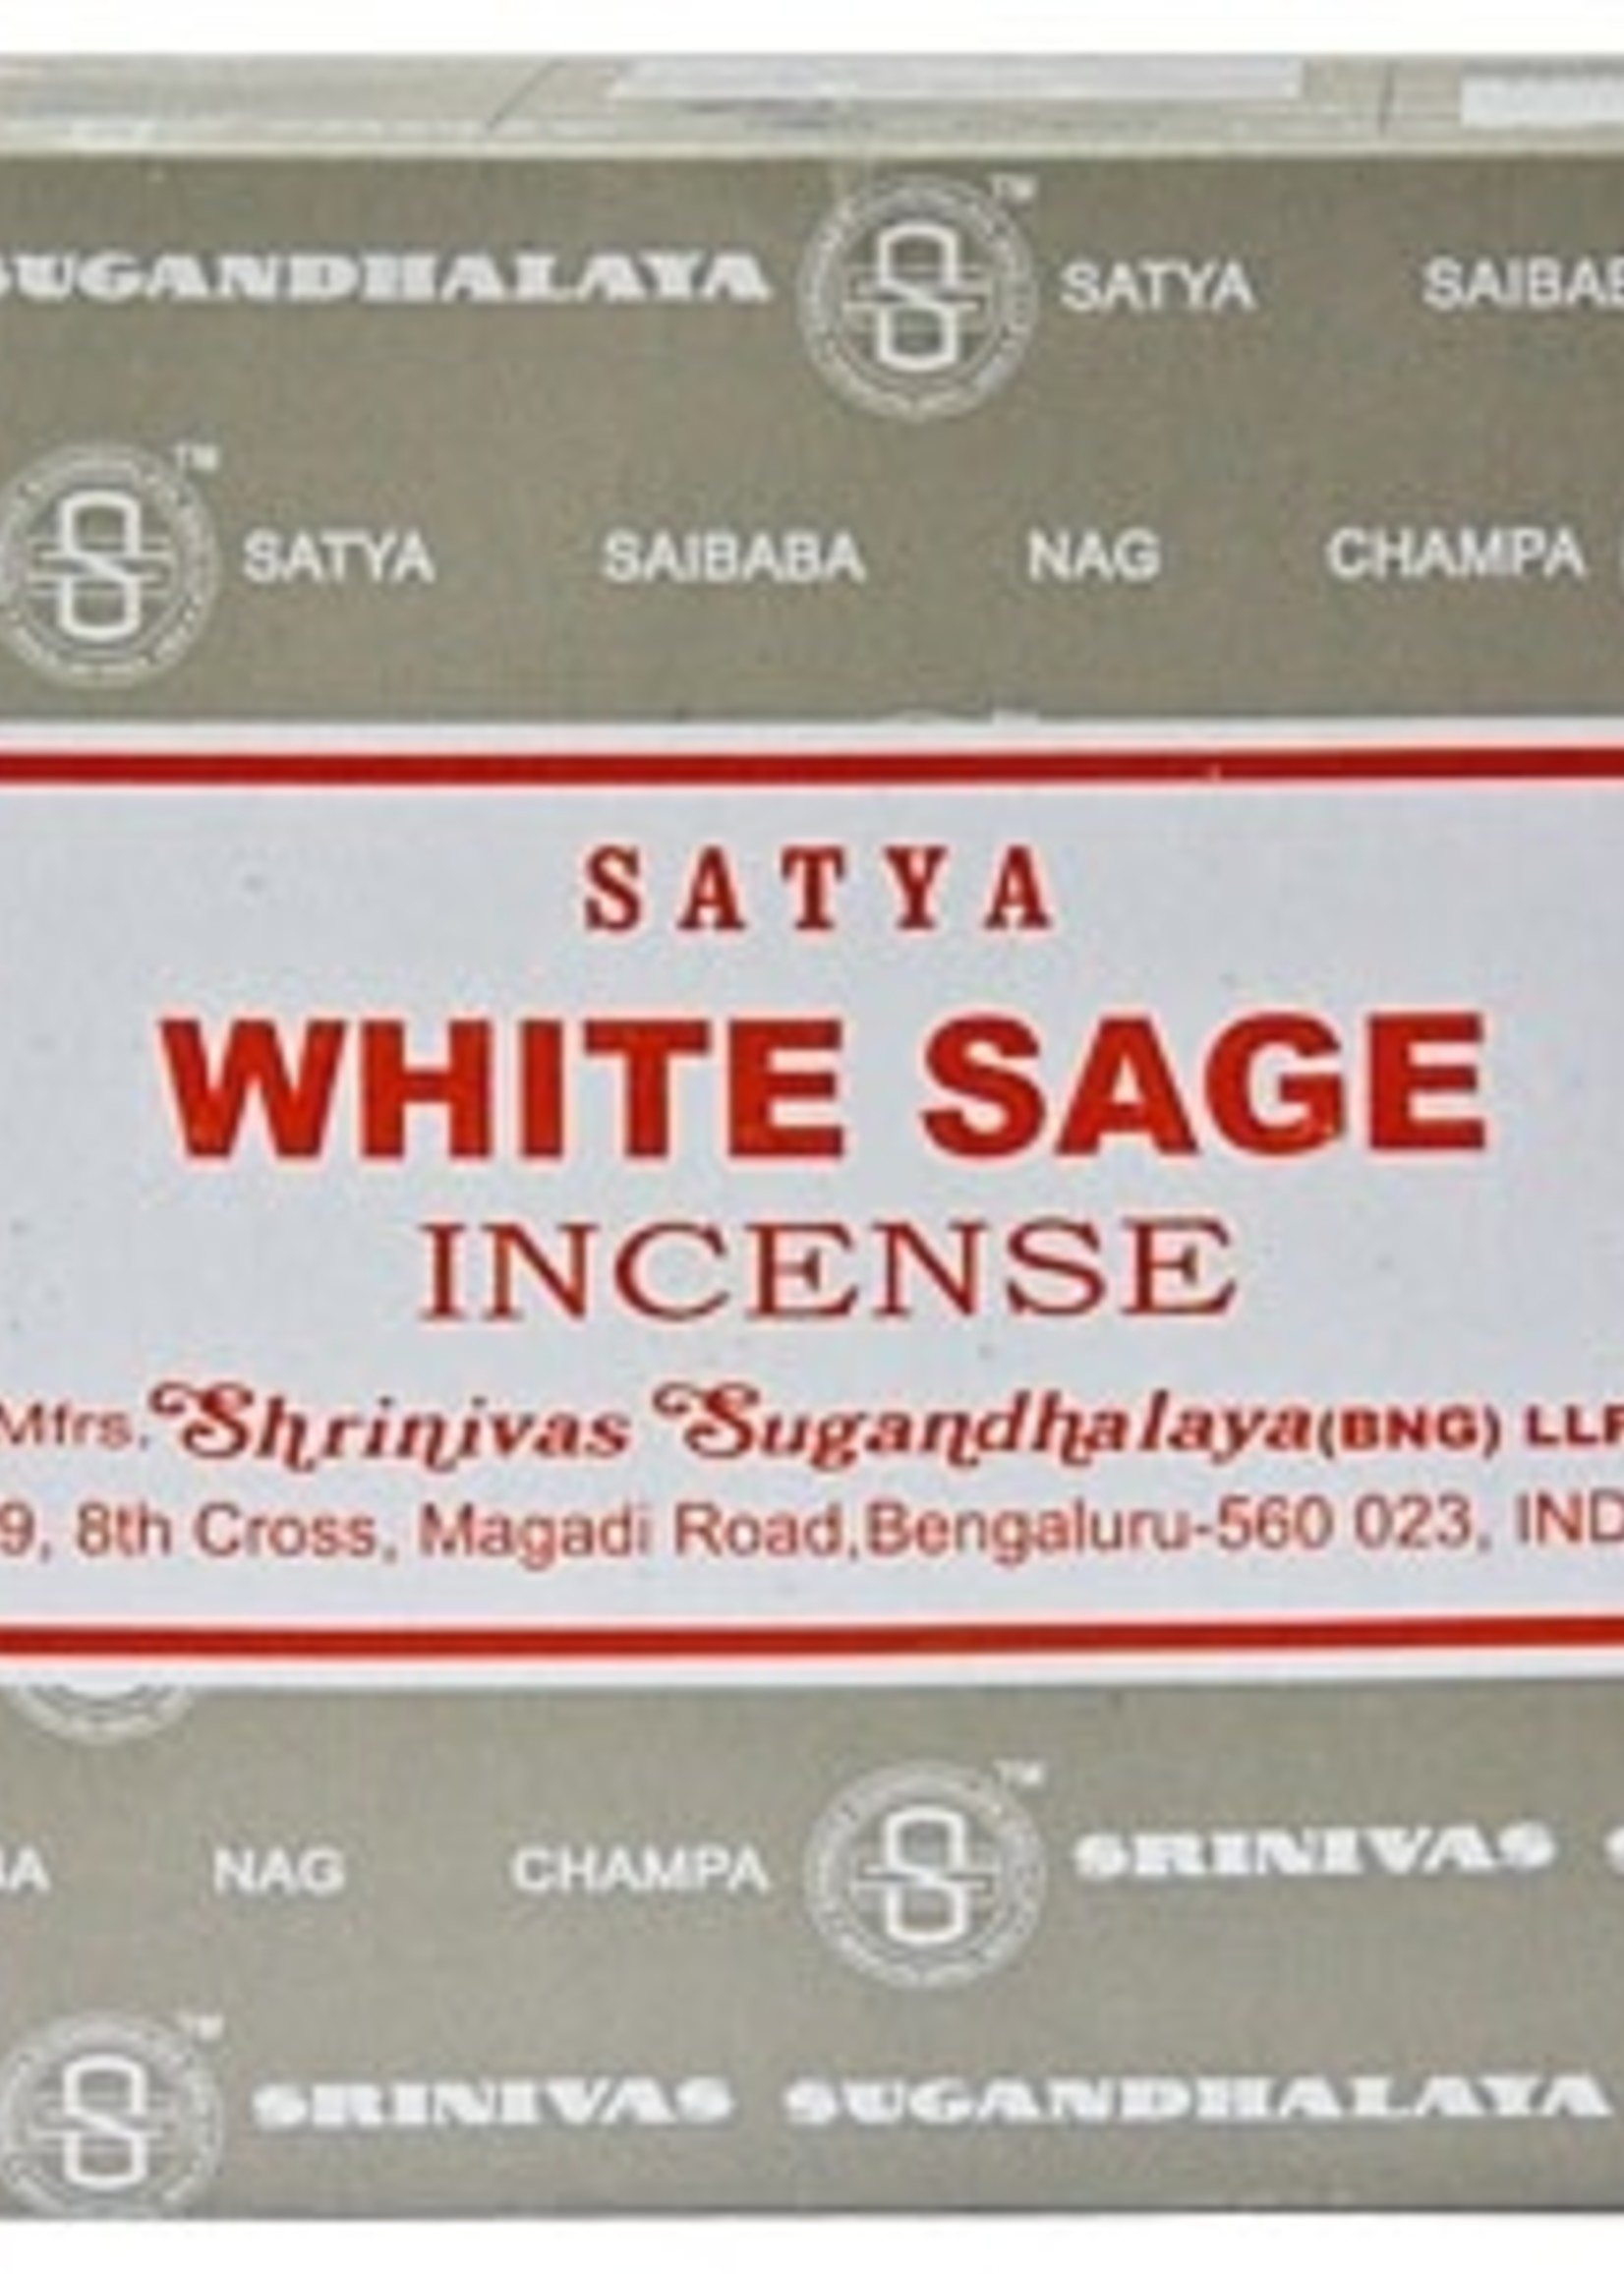 SUGANDHALAYA SATYA SAIBAB
SATYA SAIBABA NAG CHAMPA
SATYA
WHITE SAGE
INCENSE
Mfrs. Shrinivas Sugandhalaya(BNG) LLP
9, 8th Cross, Magadi Road,Bengaluru-560 023, IND
BA NAG CHAMPA SRINIVAS
SRINIVAS SUGANDHALAYA